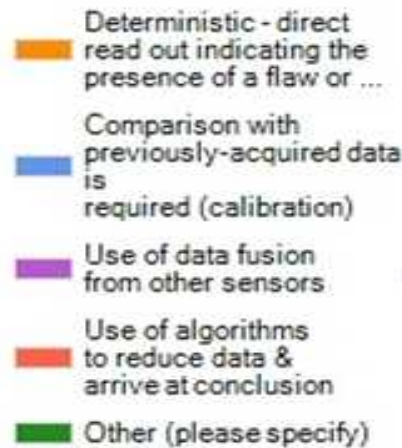 Deterministic - direct
read out indicating the
presence of a flaw or ...
Comparison with
previously-acquired data
is
required (calibration)
Use of data fusion
from other sensors
Use of algorithms
to reduce data &
arrive at conclusion
Other (please specify)